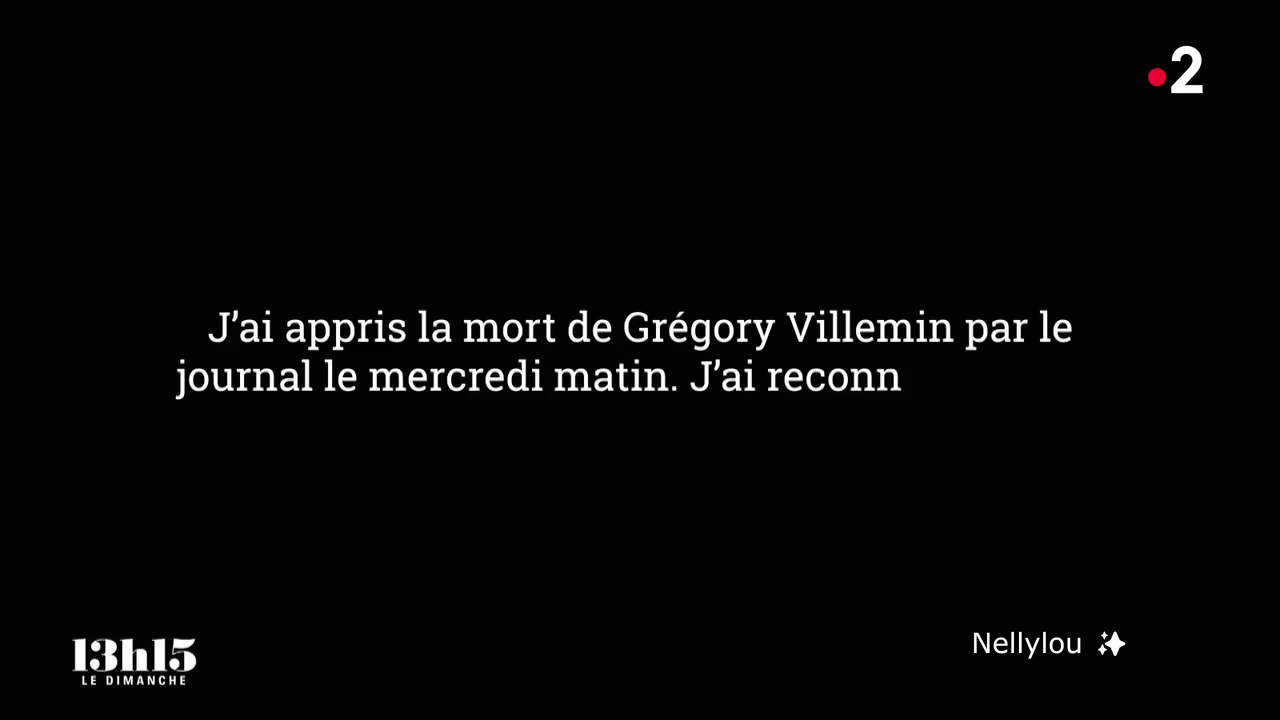 2
J’ai appris la mort de Grégory Villemin par le
journal le mercredi matin. J’ai reconn
13h15
LE DIMANCHE
Nellylou